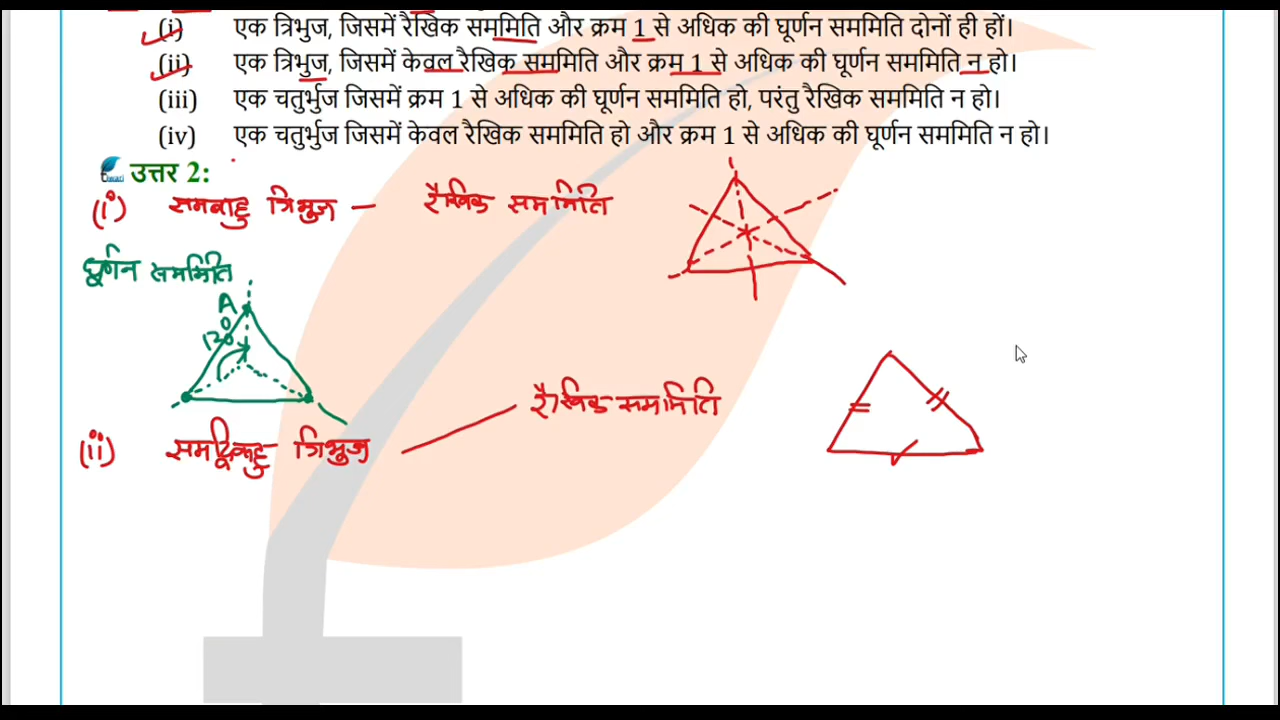 (i) एक त्रिभुज, जिसमें रैखिक सममिति और क्रम 1 से अधिक की घूर्णन सममिति दोनों ही हों।
(ii) एक त्रिभुज, जिसमें केवल रैखिक सममिति और क्रम 1 से अधिक की घूर्णन सममिति न हो।
(iii) एक चतुर्भुज जिसमें क्रम 1 से अधिक की घूर्णन सममिति हो, परंतु रैखिक सममिति न हो।
(iv) एक चतुर्भुज जिसमें केवल रैखिक सममिति हो और क्रम 1 से अधिक की घूर्णन सममिति न हो।
उत्तर 2:
(i) समबाहु त्रिभुज – रैखिक सममिति
घूर्णन सममिति
A
120°
रैखिक सममिति
(ii) समद्विबाहु त्रिभुज